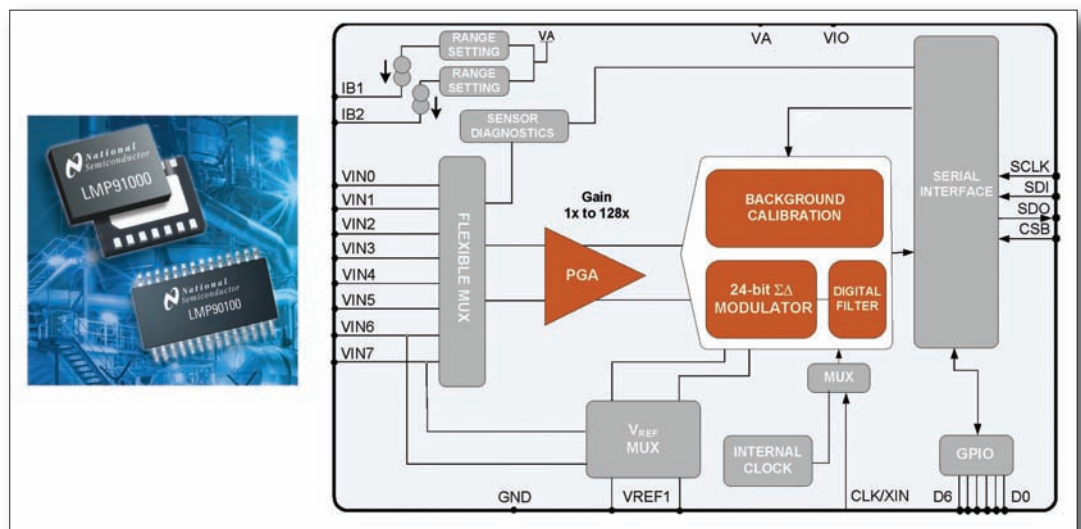 National
Semiconductor
LMP91000
National
Semiconductor
LMP90100
RANGE
SETTING
VA
RANGE
SETTING
IB1
IB2
SENSOR
DIAGNOSTICS
VA
VIO
VIN0
VIN1
VIN2
VIN3
VIN4
VIN5
VIN6
VIN7
FLEXIBLE MUX
Gain
1x to 128x
PGA
BACKGROUND
CALIBRATION
24-bit ΣΔ
MODULATOR
DIGITAL
FILTER
SERIAL
INTERFACE
SCLK
SDI
SDO
CSB
MUX
VREF
MUX
INTERNAL
CLOCK
GPIO
GND
VREF1
CLK/XIN
D6
D0